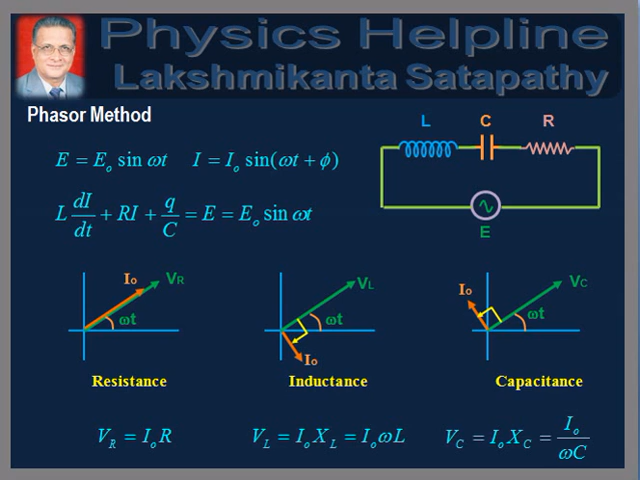 Physics Helpline
Lakshmikanta Satapathy
Phasor Method
E = E₀ sin ωt   I = I₀ sin(ωt + ϕ)
L dI/dt + RI + q/C = E = E₀ sin ωt
L C R
E
I₀ V_R ωt
V_L ωt I₀
I₀ V_C ωt
Resistance Inductance Capacitance
V_R = I₀R   V_L = I₀X_L = I₀ωL   V_C = I₀X_C = I₀/ωC